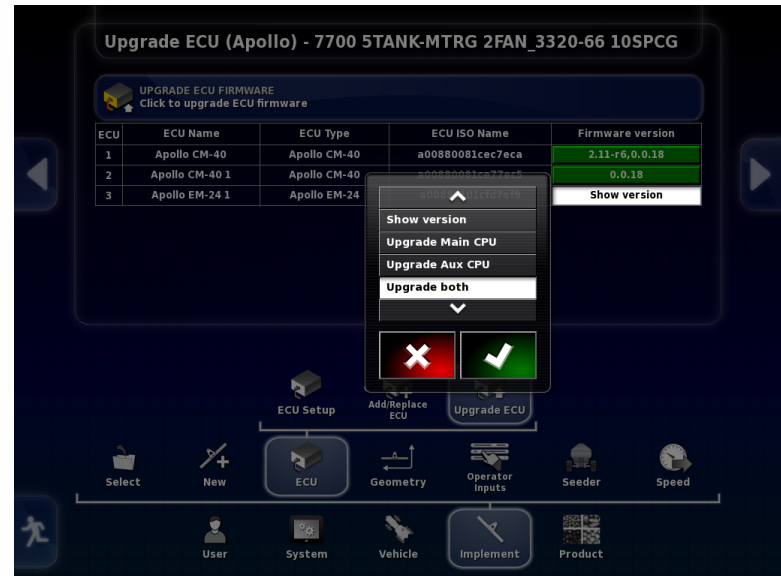 Upgrade ECU (Apollo) - 7700 5TANK-MTRG 2FAN_3320-66 10SPCG
UPGRADE ECU FIRMWARE
Click to upgrade ECU firmware
ECU ECU Name ECU Type ECU ISO Name Firmware version
1 Apollo CM-40 Apollo CM-40 a00880081cec7eca 2.11-r6,0.0.18
2 Apollo CM-40 1 Apollo CM-40 a00880081ce77ec5 0.0.18
3 Apollo EM-24 1 Apollo EM-24 Show version
Show version
Upgrade Main CPU
Upgrade Aux CPU
Upgrade both
ECU Setup Add/Replace ECU Upgrade ECU
Select New ECU Geometry Operator Inputs Seeder Speed
User System Vehicle Implement Product